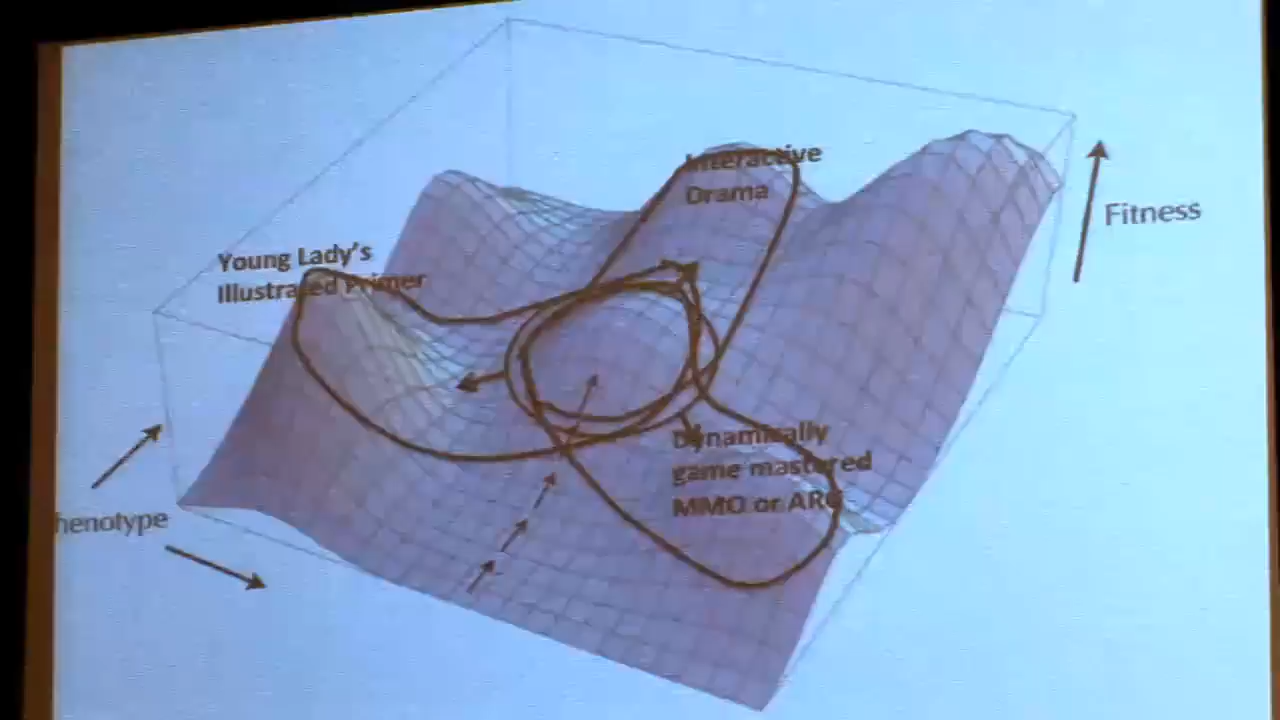 Interactive
Drama
Fitness
Young Lady's
Illustrated Primer
Dynamically
game mastered
MMO or ARG
henotype